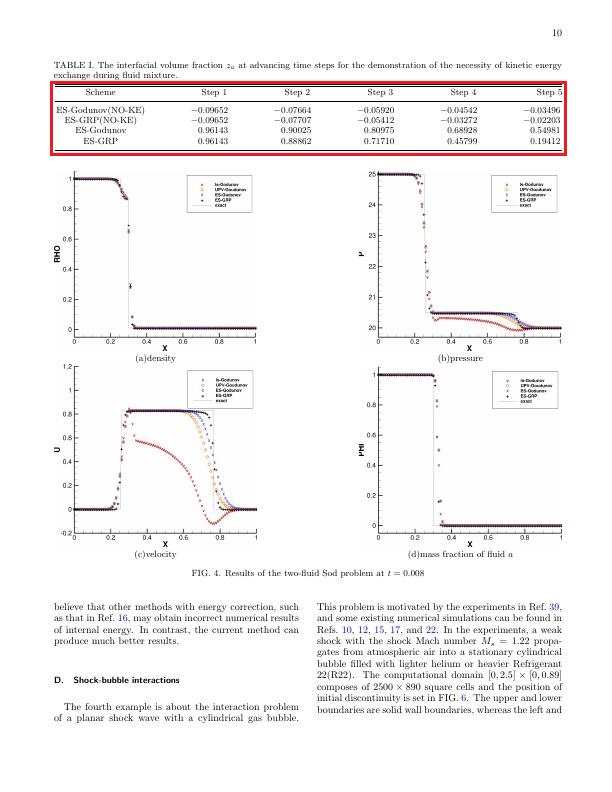 10
TABLE I. The interfacial volume fraction zₐ at advancing time steps for the demonstration of the necessity of kinetic energy
exchange during fluid mixture.
Scheme Step 1 Step 2 Step 3 Step 4 Step 5
ES-Godunov(NO-KE) −0.09652 −0.07664 −0.05920 −0.04542 −0.03496
ES-GRP(NO-KE) −0.09652 −0.07707 −0.05412 −0.03272 −0.02203
ES-Godunov 0.96143 0.90025 0.80975 0.68928 0.54981
ES-GRP 0.96143 0.88862 0.71710 0.45799 0.19412
1
0.8
0.6
0.4
0.2
0
RHO
Is-Godunov
UPV-Goudunov
ES-Godunov
ES-GRP
exact
0 0.2 0.4 0.6 0.8 1
X
(a)density
25
24
23
22
21
20
P
Is-Godunov
UPV-Goudunov
ES-Godunov
ES-GRP
exact
0 0.2 0.4 0.6 0.8 1
X
(b)pressure
1.2
1
0.8
0.6
0.4
0.2
0
-0.2
U
Is-Godunov
UPV-Goudunov
ES-Godunov
ES-GRP
exact
0 0.2 0.4 0.6 0.8 1
X
(c)velocity
1
0.8
0.6
0.4
0.2
0
PHI
Is-Godunov
UPV-Goudunov
ES-Godunov
ES-GRP
exact
0 0.2 0.4 0.6 0.8 1
X
(d)mass fraction of fluid a
FIG. 4. Results of the two-fluid Sod problem at t = 0.008
believe that other methods with energy correction, such
as that in Ref. 16, may obtain incorrect numerical results
of internal energy. In contrast, the current method can
produce much better results.
D. Shock-bubble interactions
The fourth example is about the interaction problem
of a planar shock wave with a cylindrical gas bubble.
This problem is motivated by the experiments in Ref. 39,
and some existing numerical simulations can be found in
Refs. 10, 12, 15, 17, and 22. In the experiments, a weak
shock with the shock Mach number Mₛ = 1.22 propa-
gates from atmospheric air into a stationary cylindrical
bubble filled with lighter helium or heavier Refrigerant
22(R22). The computational domain [0, 2.5] × [0, 0.89]
composes of 2500 × 890 square cells and the position of
initial discontinuity is set in FIG. 6. The upper and lower
boundaries are solid wall boundaries, whereas the left and